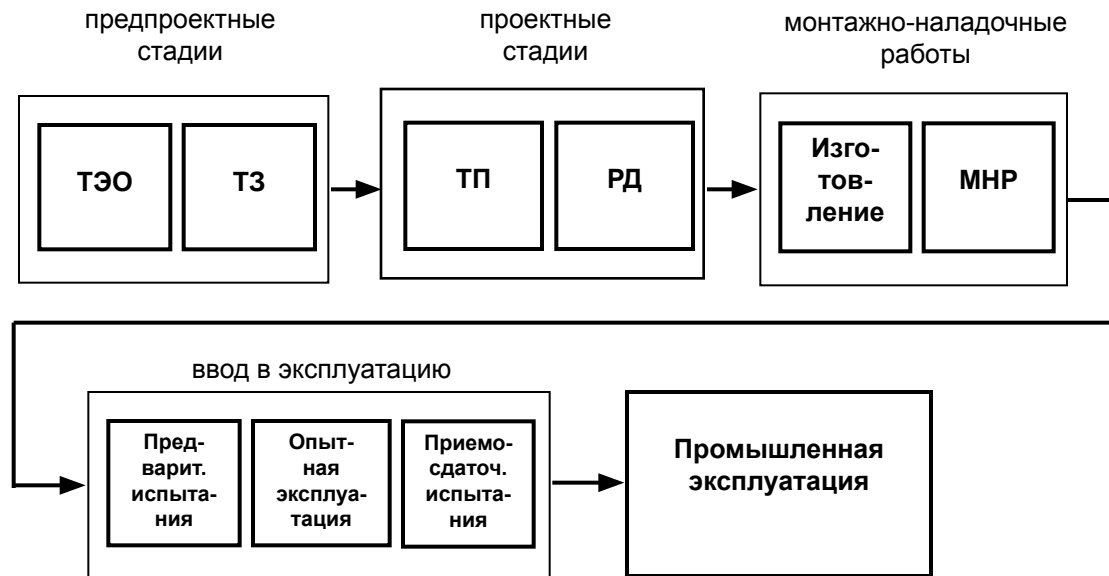 предпроектные
стадии
проектные
стадии
монтажно-наладочные
работы
ТЭО
ТЗ
ТП
РД
Изго-
тов-
ление
МНР
ввод в эксплуатацию
Пред-
варит.
испыта-
ния
Опыт-
ная
эксплуа-
тация
Приемо-
сдаточ.
испыта-
ния
Промышленная
эксплуатация